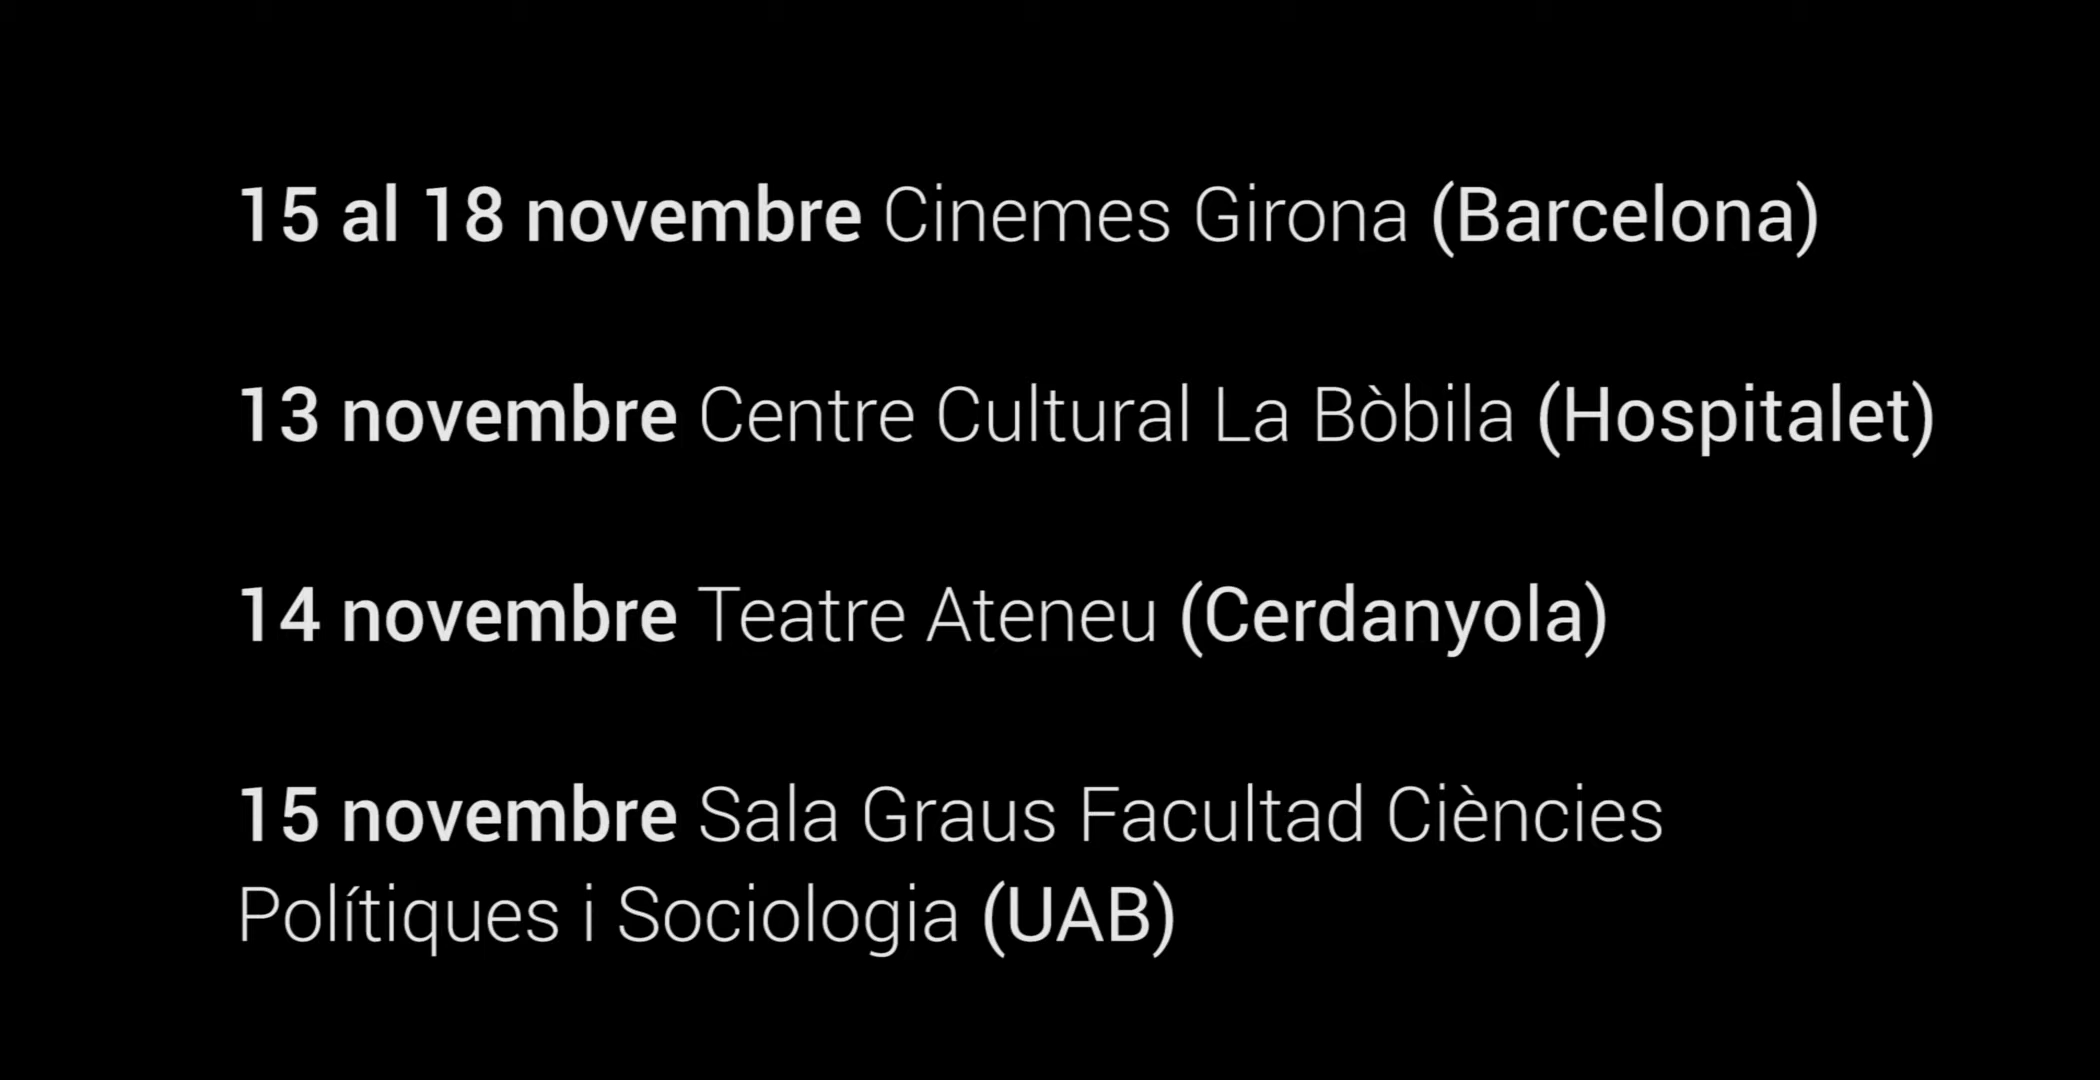 15 al 18 novembre Cinemes Girona (Barcelona)
13 novembre Centre Cultural La Bòbila (Hospitalet)
14 novembre Teatre Ateneu (Cerdanyola)
15 novembre Sala Graus Facultad Ciències
Polítiques i Sociologia (UAB)